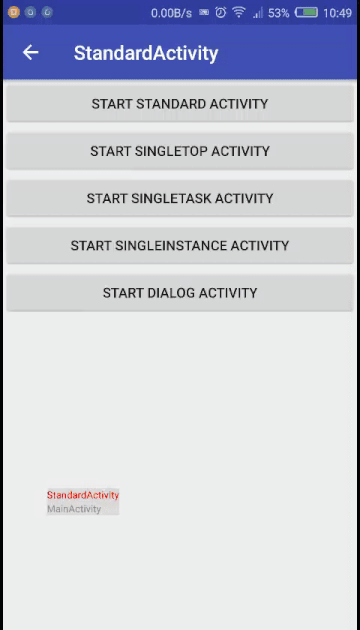 0.00B/s 53% 10:49
StandardActivity
START STANDARD ACTIVITY
START SINGLETOP ACTIVITY
START SINGLETASK ACTIVITY
START SINGLEINSTANCE ACTIVITY
START DIALOG ACTIVITY
StandardActivity
MainActivity